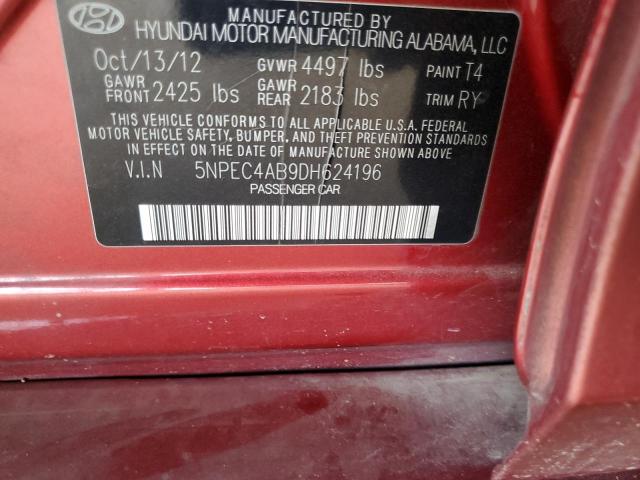 MANUFACTURED BY
HYUNDAI MOTOR MANUFACTURING ALABAMA, LLC
Oct/13/12 GVWR 4497 lbs PAINT T4
GAWR FRONT 2425 lbs GAWR REAR 2183 lbs TRIM RY
THIS VEHICLE CONFORMS TO ALL APPLICABLE U.S.A. FEDERAL
MOTOR VEHICLE SAFETY, BUMPER, AND THEFT PREVENTION STANDARDS
IN EFFECT ON THE DATE OF MANUFACTURE SHOWN ABOVE.
V.I.N 5NPEC4AB9DH624196
PASSENGER CAR